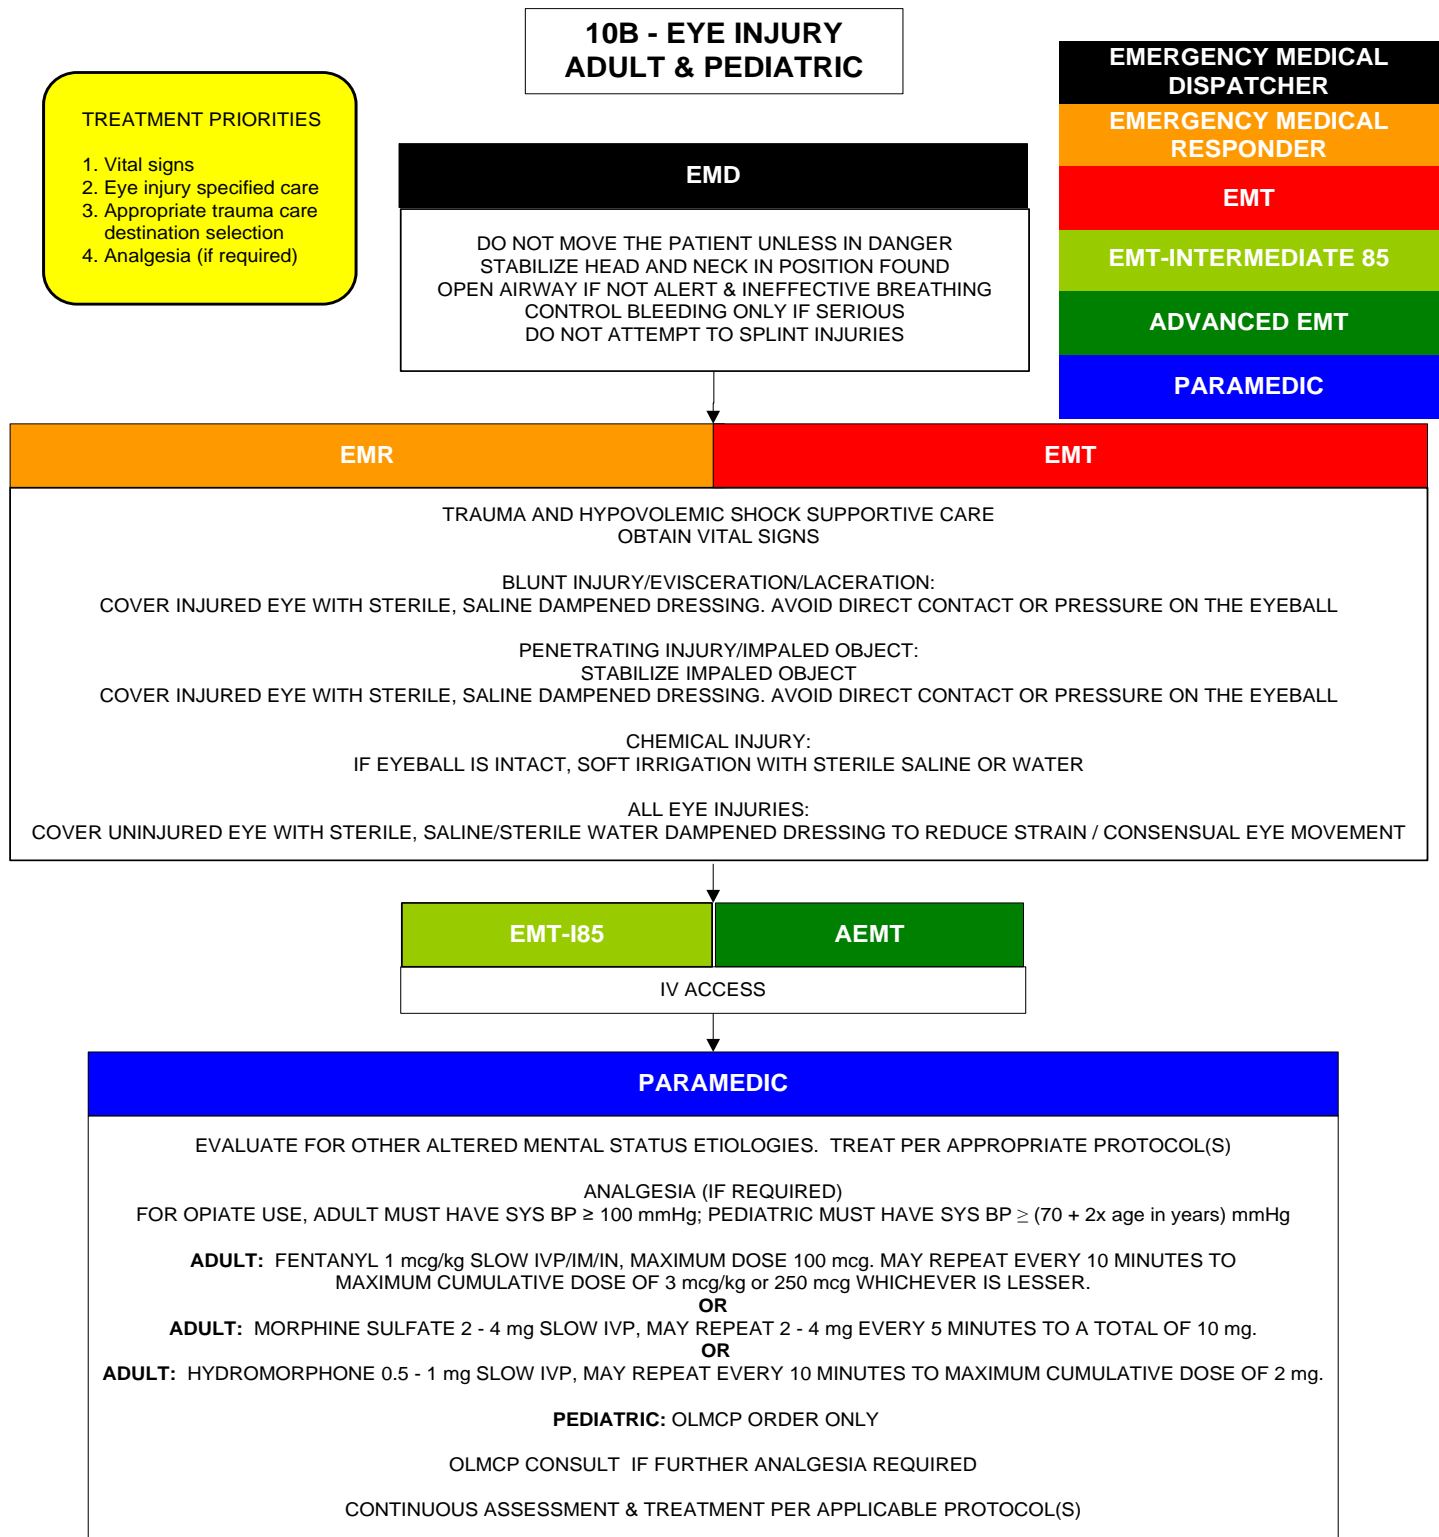 10B - EYE INJURY
ADULT & PEDIATRIC
TREATMENT PRIORITIES
1. Vital signs
2. Eye injury specified care
3. Appropriate trauma care
destination selection
4. Analgesia (if required)
EMERGENCY MEDICAL
DISPATCHER
EMERGENCY MEDICAL
RESPONDER
EMT
EMT-INTERMEDIATE 85
ADVANCED EMT
PARAMEDIC
EMD
DO NOT MOVE THE PATIENT UNLESS IN DANGER
STABILIZE HEAD AND NECK IN POSITION FOUND
OPEN AIRWAY IF NOT ALERT & INEFFECTIVE BREATHING
CONTROL BLEEDING ONLY IF SERIOUS
DO NOT ATTEMPT TO SPLINT INJURIES
EMR
EMT
TRAUMA AND HYPOVOLEMIC SHOCK SUPPORTIVE CARE
OBTAIN VITAL SIGNS
BLUNT INJURY/EVISCERATION/LACERATION:
COVER INJURED EYE WITH STERILE, SALINE DAMPENED DRESSING. AVOID DIRECT CONTACT OR PRESSURE ON THE EYEBALL
PENETRATING INJURY/IMPALED OBJECT:
STABILIZE IMPALED OBJECT
COVER INJURED EYE WITH STERILE, SALINE DAMPENED DRESSING. AVOID DIRECT CONTACT OR PRESSURE ON THE EYEBALL
CHEMICAL INJURY:
IF EYEBALL IS INTACT, SOFT IRRIGATION WITH STERILE SALINE OR WATER
ALL EYE INJURIES:
COVER UNINJURED EYE WITH STERILE, SALINE/STERILE WATER DAMPENED DRESSING TO REDUCE STRAIN / CONSENSUAL EYE MOVEMENT
EMT-I85
AEMT
IV ACCESS
PARAMEDIC
EVALUATE FOR OTHER ALTERED MENTAL STATUS ETIOLOGIES. TREAT PER APPROPRIATE PROTOCOL(S)
ANALGESIA (IF REQUIRED)
FOR OPIATE USE, ADULT MUST HAVE SYS BP ≥ 100 mmHg; PEDIATRIC MUST HAVE SYS BP ≥ (70 + 2x age in years) mmHg
ADULT: FENTANYL 1 mcg/kg SLOW IVP/IM/IN, MAXIMUM DOSE 100 mcg. MAY REPEAT EVERY 10 MINUTES TO
MAXIMUM CUMULATIVE DOSE OF 3 mcg/kg or 250 mcg WHICHEVER IS LESSER.
OR
ADULT: MORPHINE SULFATE 2 - 4 mg SLOW IVP, MAY REPEAT 2 - 4 mg EVERY 5 MINUTES TO A TOTAL OF 10 mg.
OR
ADULT: HYDROMORPHONE 0.5 - 1 mg SLOW IVP, MAY REPEAT EVERY 10 MINUTES TO MAXIMUM CUMULATIVE DOSE OF 2 mg.
PEDIATRIC: OLMCP ORDER ONLY
OLMCP CONSULT IF FURTHER ANALGESIA REQUIRED
CONTINUOUS ASSESSMENT & TREATMENT PER APPLICABLE PROTOCOL(S)